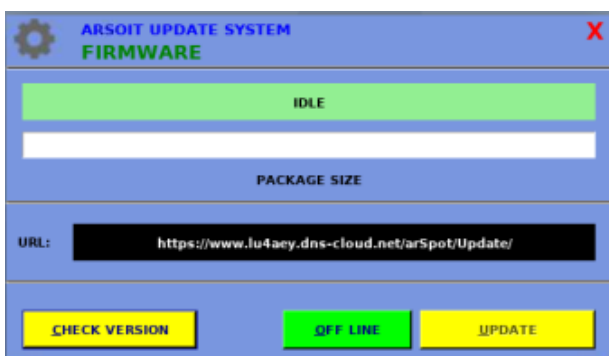 ARSOIT UPDATE SYSTEM
X
FIRMWARE
IDLE
PACKAGE SIZE
URL: https://www.lu4aey.dns-cloud.net/arSpot/Update/
CHECK VERSION OFF LINE UPDATE